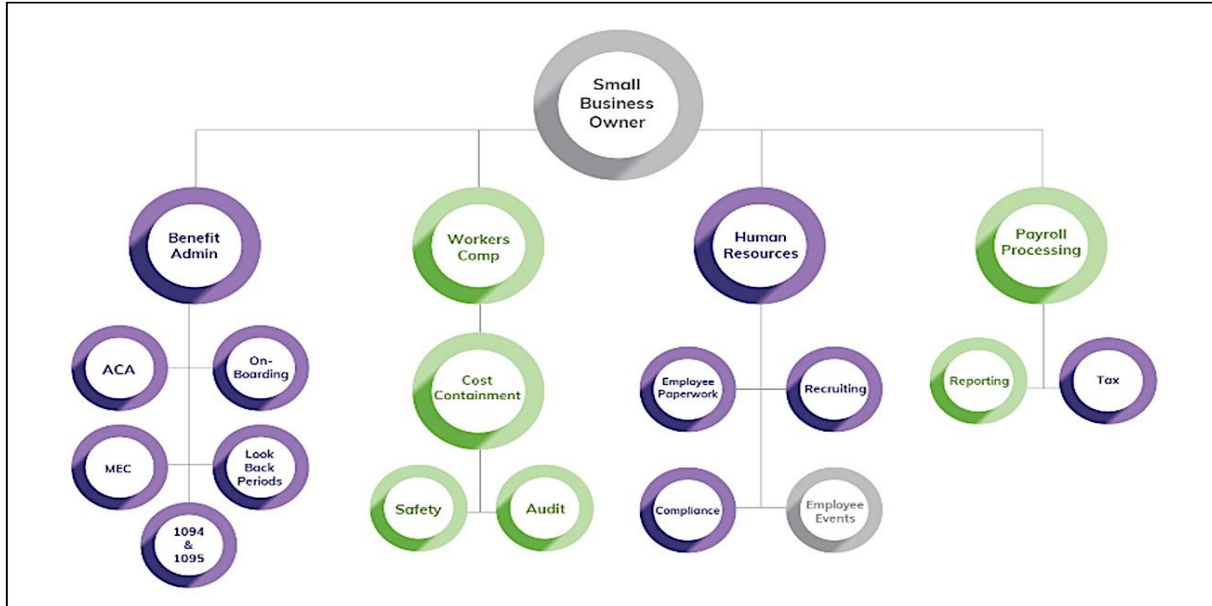 Small
Business
Owner
Benefit
Admin
Workers
Comp
Human
Resources
Payroll
Processing
ACA
On-
Boarding
MEC
Look
Back
Periods
1094
&
1095
Cost
Containment
Safety
Audit
Employee
Paperwork
Recruiting
Compliance
Employee
Events
Reporting
Tax